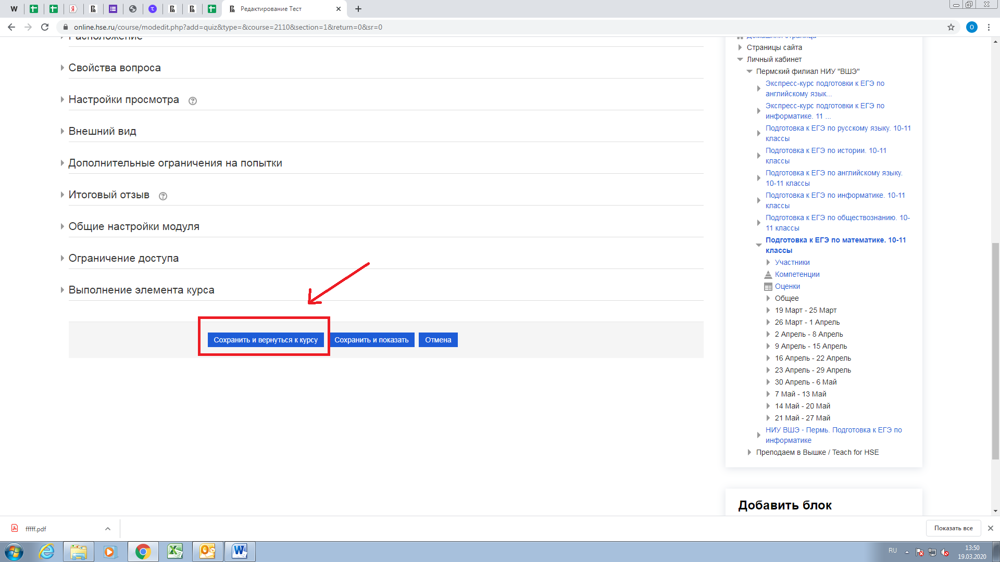 W
Я
Редактирование Тест
online.hse.ru/course/modedit.php?add=quiz&type=&course=2110&section=1&return=0&sr=0
О
Расположение
Свойства вопроса
Настройки просмотра ?
Внешний вид
Дополнительные ограничения на попытки
Итоговый отзыв ?
Общие настройки модуля
Ограничение доступа
Выполнение элемента курса
Сохранить и вернуться к курсу Сохранить и показать Отмена
Домашняя страница
Страницы сайта
Личный кабинет
Пермский филиал НИУ "ВШЭ"
Экспресс-курс подготовки к ЕГЭ по
английскому язык...
Экспресс-курс подготовки к ЕГЭ по
информатике. 11 ...
Подготовка к ЕГЭ по русскому языку. 10-11
классы
Подготовка к ЕГЭ по истории. 10-11
классы
Подготовка к ЕГЭ по английскому языку.
10-11 классы
Подготовка к ЕГЭ по информатике. 10-11
классы
Подготовка к ЕГЭ по обществознанию. 10-
11 классы
Подготовка к ЕГЭ по математике. 10-11
классы
Участники
Компетенции
Оценки
Общее
19 Март - 25 Март
26 Март - 1 Апрель
2 Апрель - 8 Апрель
9 Апрель - 15 Апрель
16 Апрель - 22 Апрель
23 Апрель - 29 Апрель
30 Апрель - 6 Май
7 Май - 13 Май
14 Май - 20 Май
21 Май - 27 Май
НИУ ВШЭ - Пермь. Подготовка к ЕГЭ по
информатике
Преподаем в Вышке / Teach for HSE
Добавить блок
fffff.pdf
Показать все
RU
13:50
19.03.2020